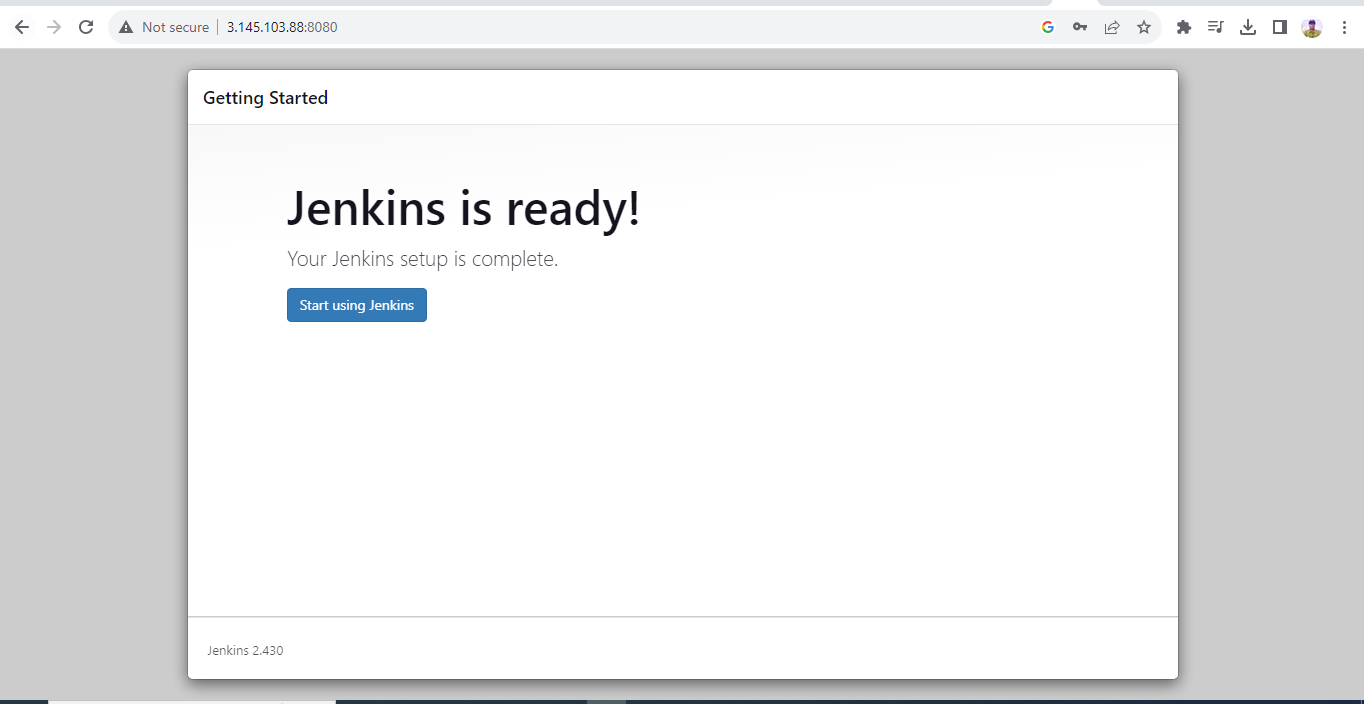 Not secure | 3.145.103.88:8080
Getting Started
Jenkins is ready!
Your Jenkins setup is complete.
Start using Jenkins
Jenkins 2.430